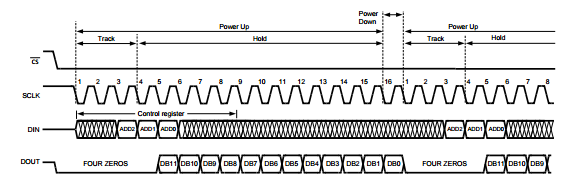 Power
Down
Power Up
Power Up
Track
Hold
Track
Hold
CS
1 2 3 4 5 6 7 8 9 10 11 12 13 14 15 16 1 2 3 4 5 6 7 8
SCLK
Control register
DIN
ADD2 ADD1 ADD0 ADD2 ADD1 ADD0
DOUT
FOUR ZEROS DB11 DB10 DB9 DB8 DB7 DB6 DB5 DB4 DB3 DB2 DB1 DB0 FOUR ZEROS DB11 DB10 DB9